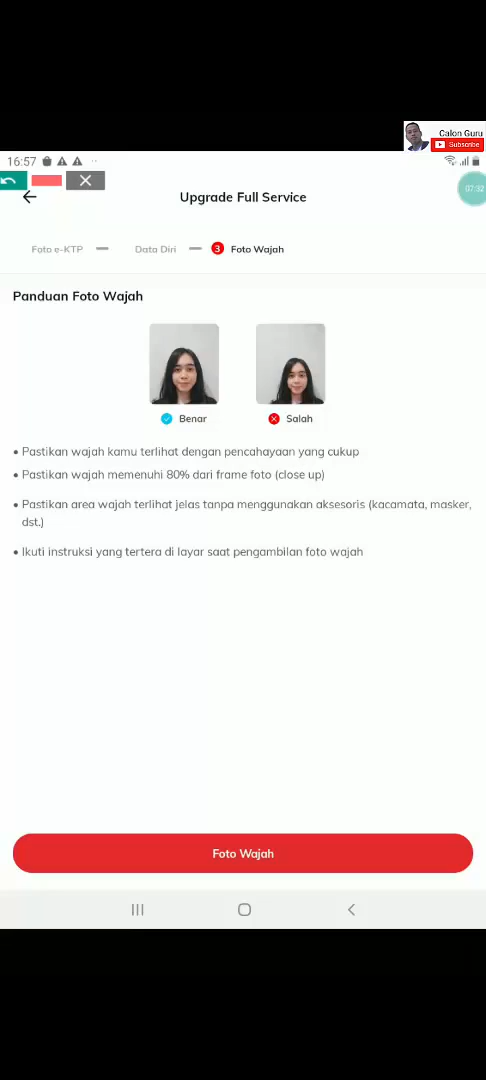 Calon Guru
Subscribe
16:57
07:32
Upgrade Full Service
Foto e-KTP
Data Diri
3 Foto Wajah
Panduan Foto Wajah
Benar
Salah
• Pastikan wajah kamu terlihat dengan pencahayaan yang cukup
• Pastikan wajah memenuhi 80% dari frame foto (close up)
• Pastikan area wajah terlihat jelas tanpa menggunakan aksesoris (kacamata, masker,
dst.)
• Ikuti instruksi yang tertera di layar saat pengambilan foto wajah
Foto Wajah